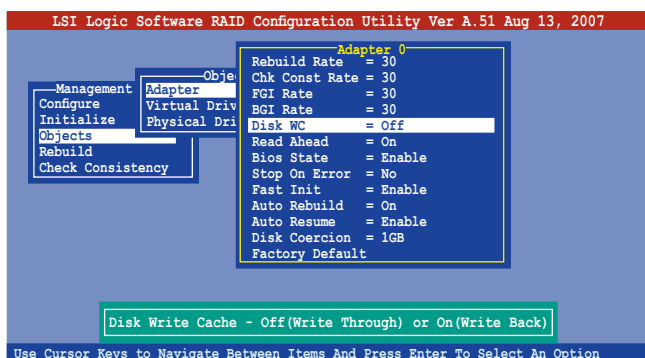 LSI Logic Software RAID Configuration Utility Ver A.51 Aug 13, 2007
Management
Configure
Initialize
Objects
Rebuild
Check Consistency
Obje
Adapter
Virtual Driv
Physical Dri
Adapter 0
Rebuild Rate = 30
Chk Const Rate = 30
FGI Rate = 30
BGI Rate = 30
Disk WC = Off
Read Ahead = On
Bios State = Enable
Stop On Error = No
Fast Init = Enable
Auto Rebuild = On
Auto Resume = Enable
Disk Coercion = 1GB
Factory Default
Disk Write Cache - Off(Write Through) or On(Write Back)
Use Cursor Keys to Navigate Between Items And Press Enter To Select An Option